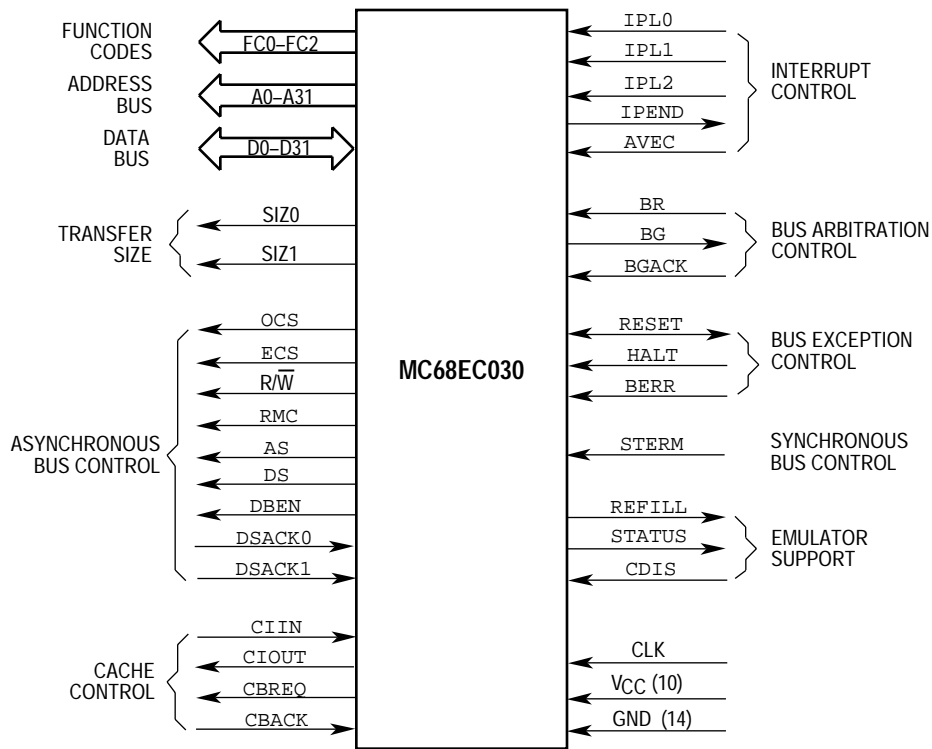 FUNCTION
CODES
FC0–FC2
ADDRESS
BUS
A0–A31
DATA
BUS
D0–D31
TRANSFER
SIZE
SIZ0
SIZ1
ASYNCHRONOUS
BUS CONTROL
OCS
ECS
R/W̅
RMC
AS
DS
DBEN
DSACK0
DSACK1
CACHE
CONTROL
CIIN
CIOUT
CBREQ
CBACK
MC68EC030
IPL0
IPL1
IPL2
IPEND
AVEC
INTERRUPT
CONTROL
BR
BG
BGACK
BUS ARBITRATION
CONTROL
RESET
HALT
BERR
BUS EXCEPTION
CONTROL
STERM
SYNCHRONOUS
BUS CONTROL
REFILL
STATUS
CDIS
EMULATOR
SUPPORT
CLK
VCC (10)
GND (14)